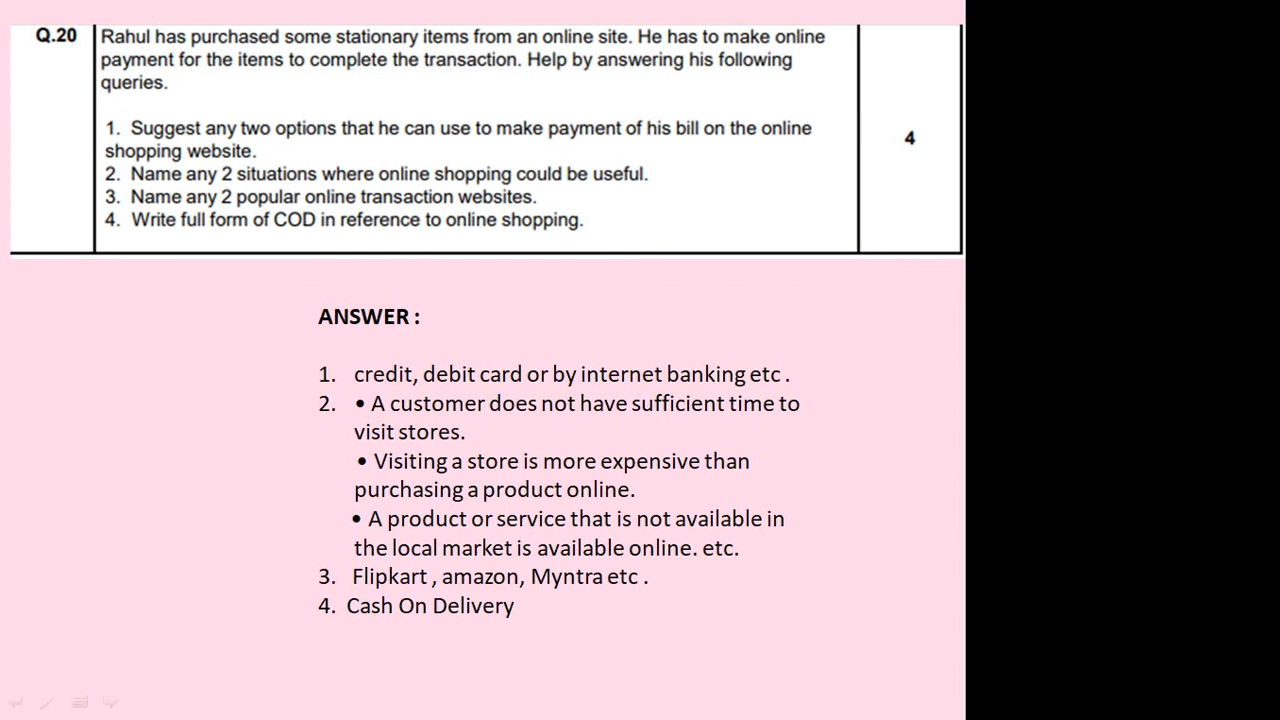 Q.20
Rahul has purchased some stationary items from an online site. He has to make online
payment for the items to complete the transaction. Help by answering his following
queries.
1. Suggest any two options that he can use to make payment of his bill on the online
shopping website.
2. Name any 2 situations where online shopping could be useful.
3. Name any 2 popular online transaction websites.
4. Write full form of COD in reference to online shopping.
4
ANSWER :
1. credit, debit card or by internet banking etc .
2. • A customer does not have sufficient time to
visit stores.
• Visiting a store is more expensive than
purchasing a product online.
• A product or service that is not available in
the local market is available online. etc.
3. Flipkart , amazon, Myntra etc .
4. Cash On Delivery